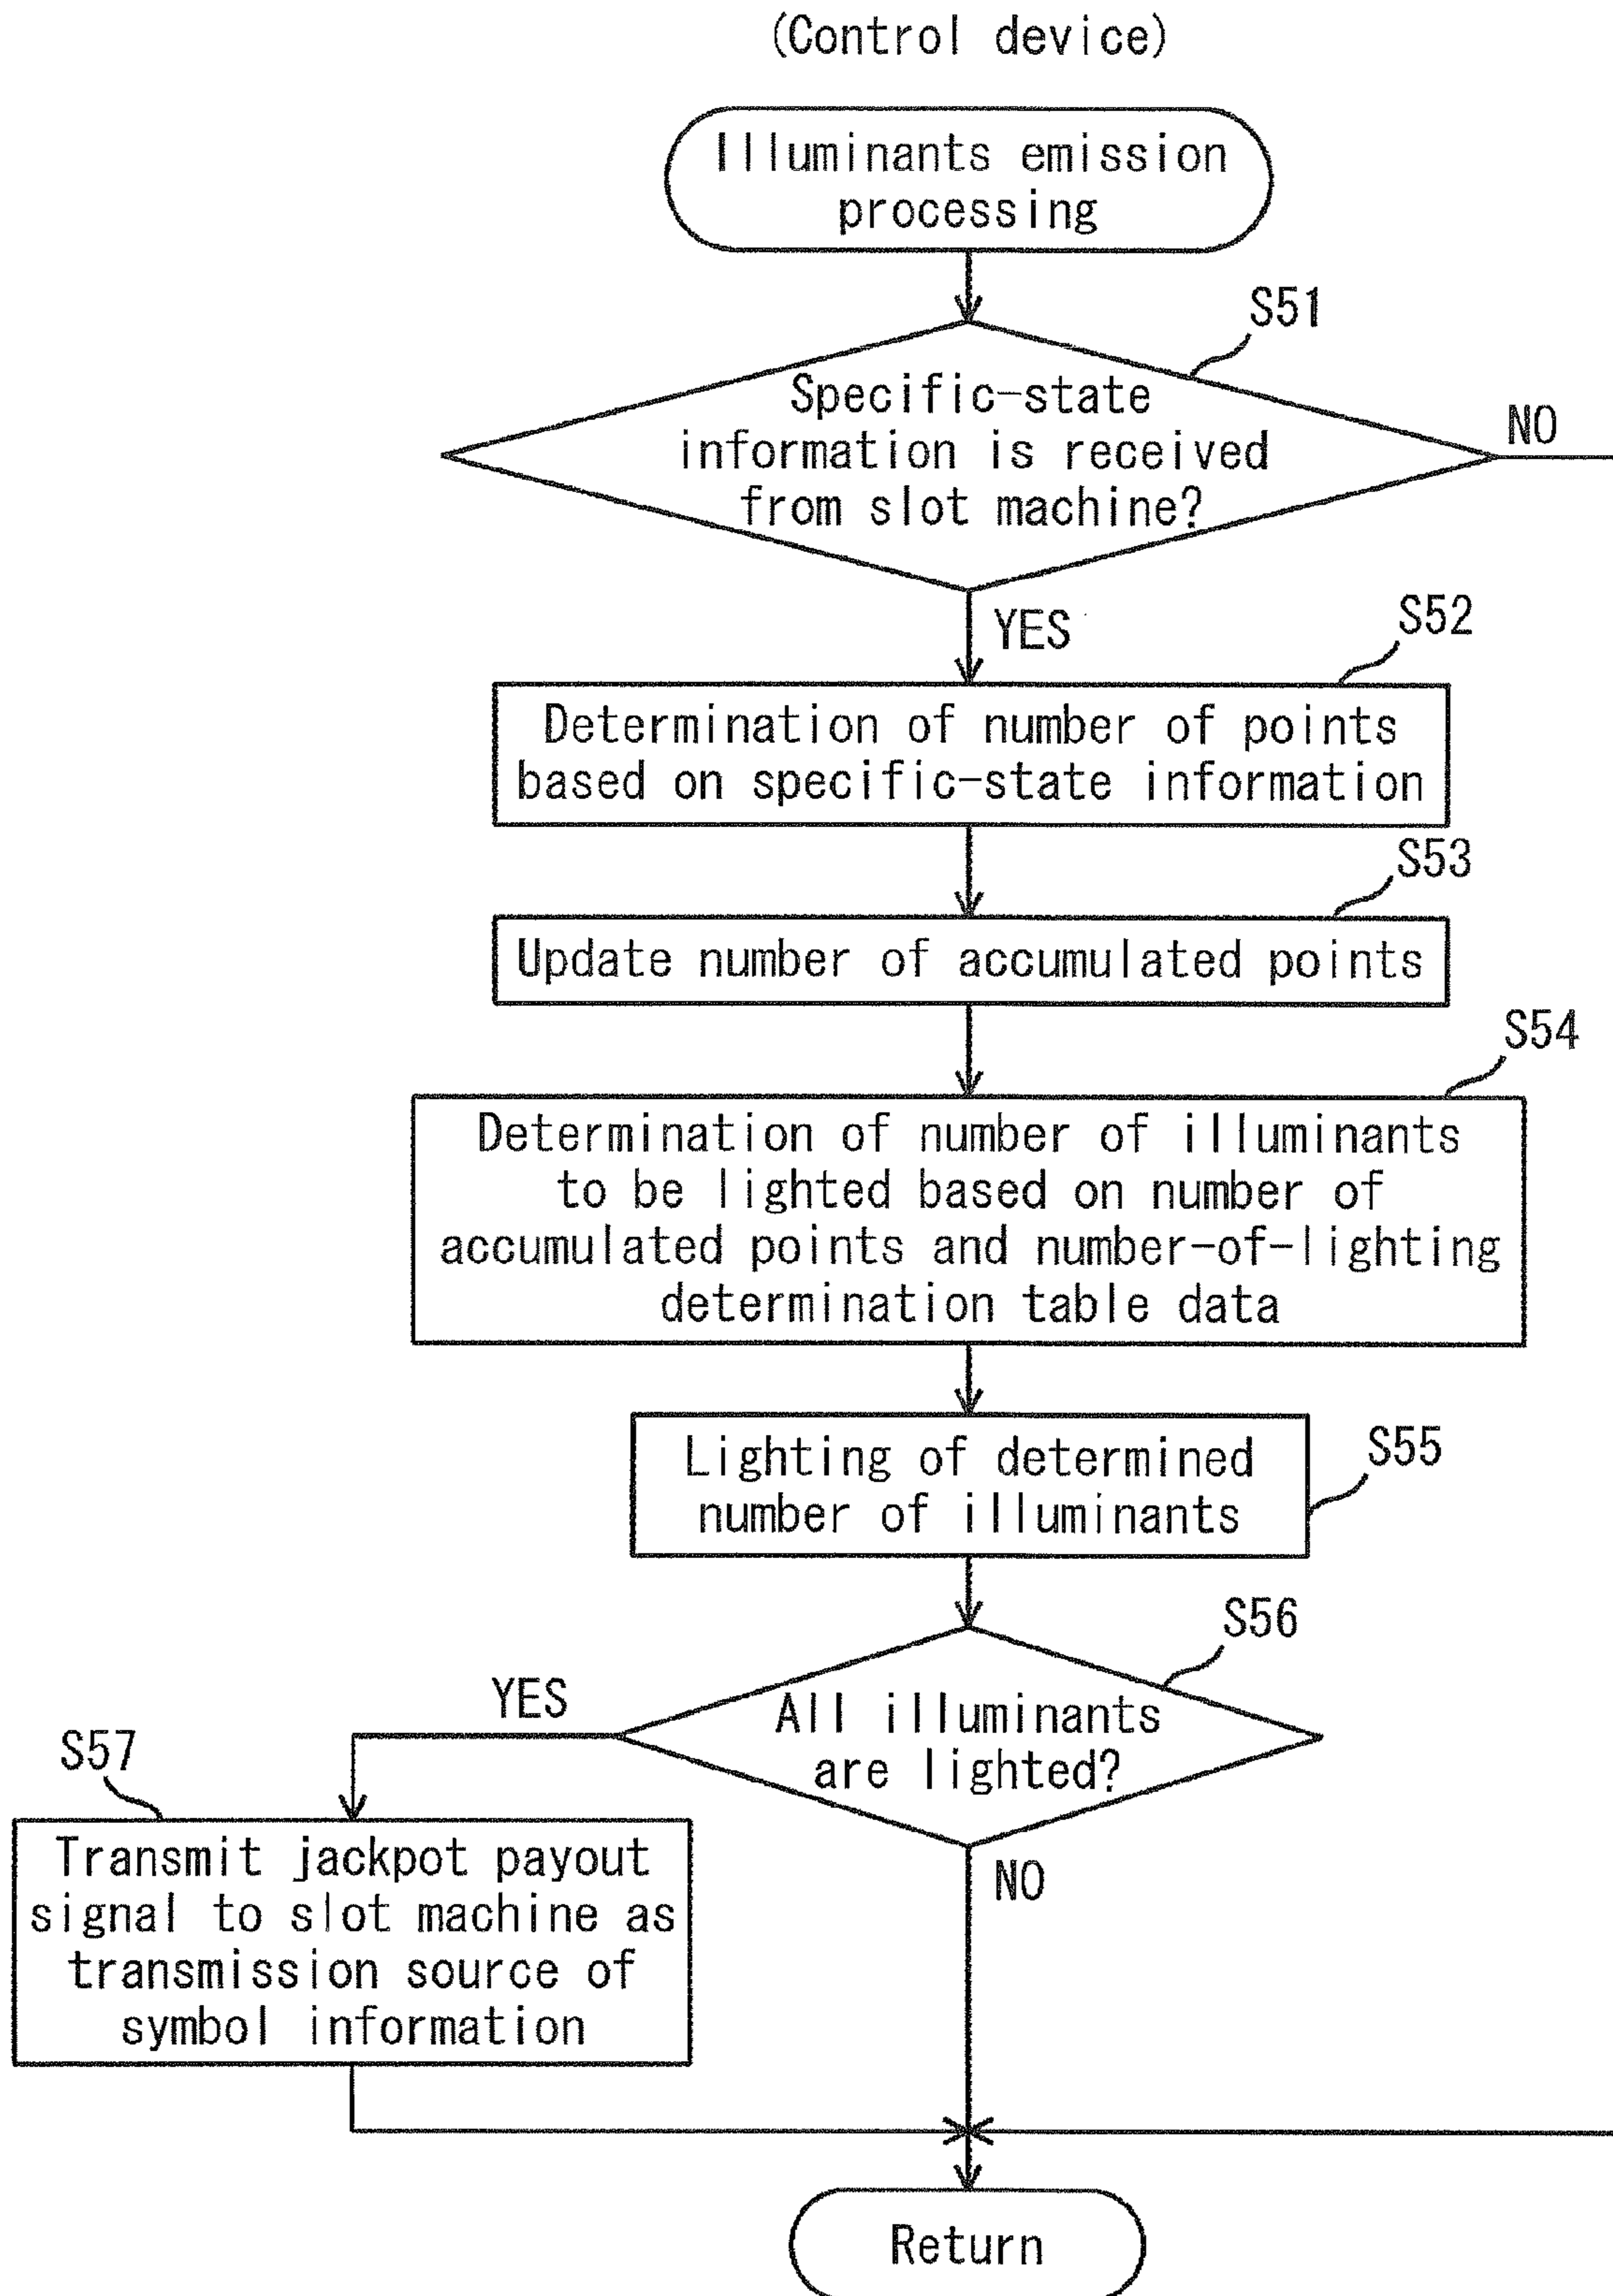 (Control device)
Illuminants emission
processing
S51
Specific-state
information is received
from slot machine?
NO
YES
S52
Determination of number of points
based on specific-state information
S53
Update number of accumulated points
S54
Determination of number of illuminants
to be lighted based on number of
accumulated points and number-of-lighting
determination table data
S55
Lighting of determined
number of illuminants
S56
All illuminants
are lighted?
YES
NO
S57
Transmit jackpot payout
signal to slot machine as
transmission source of
symbol information
Return